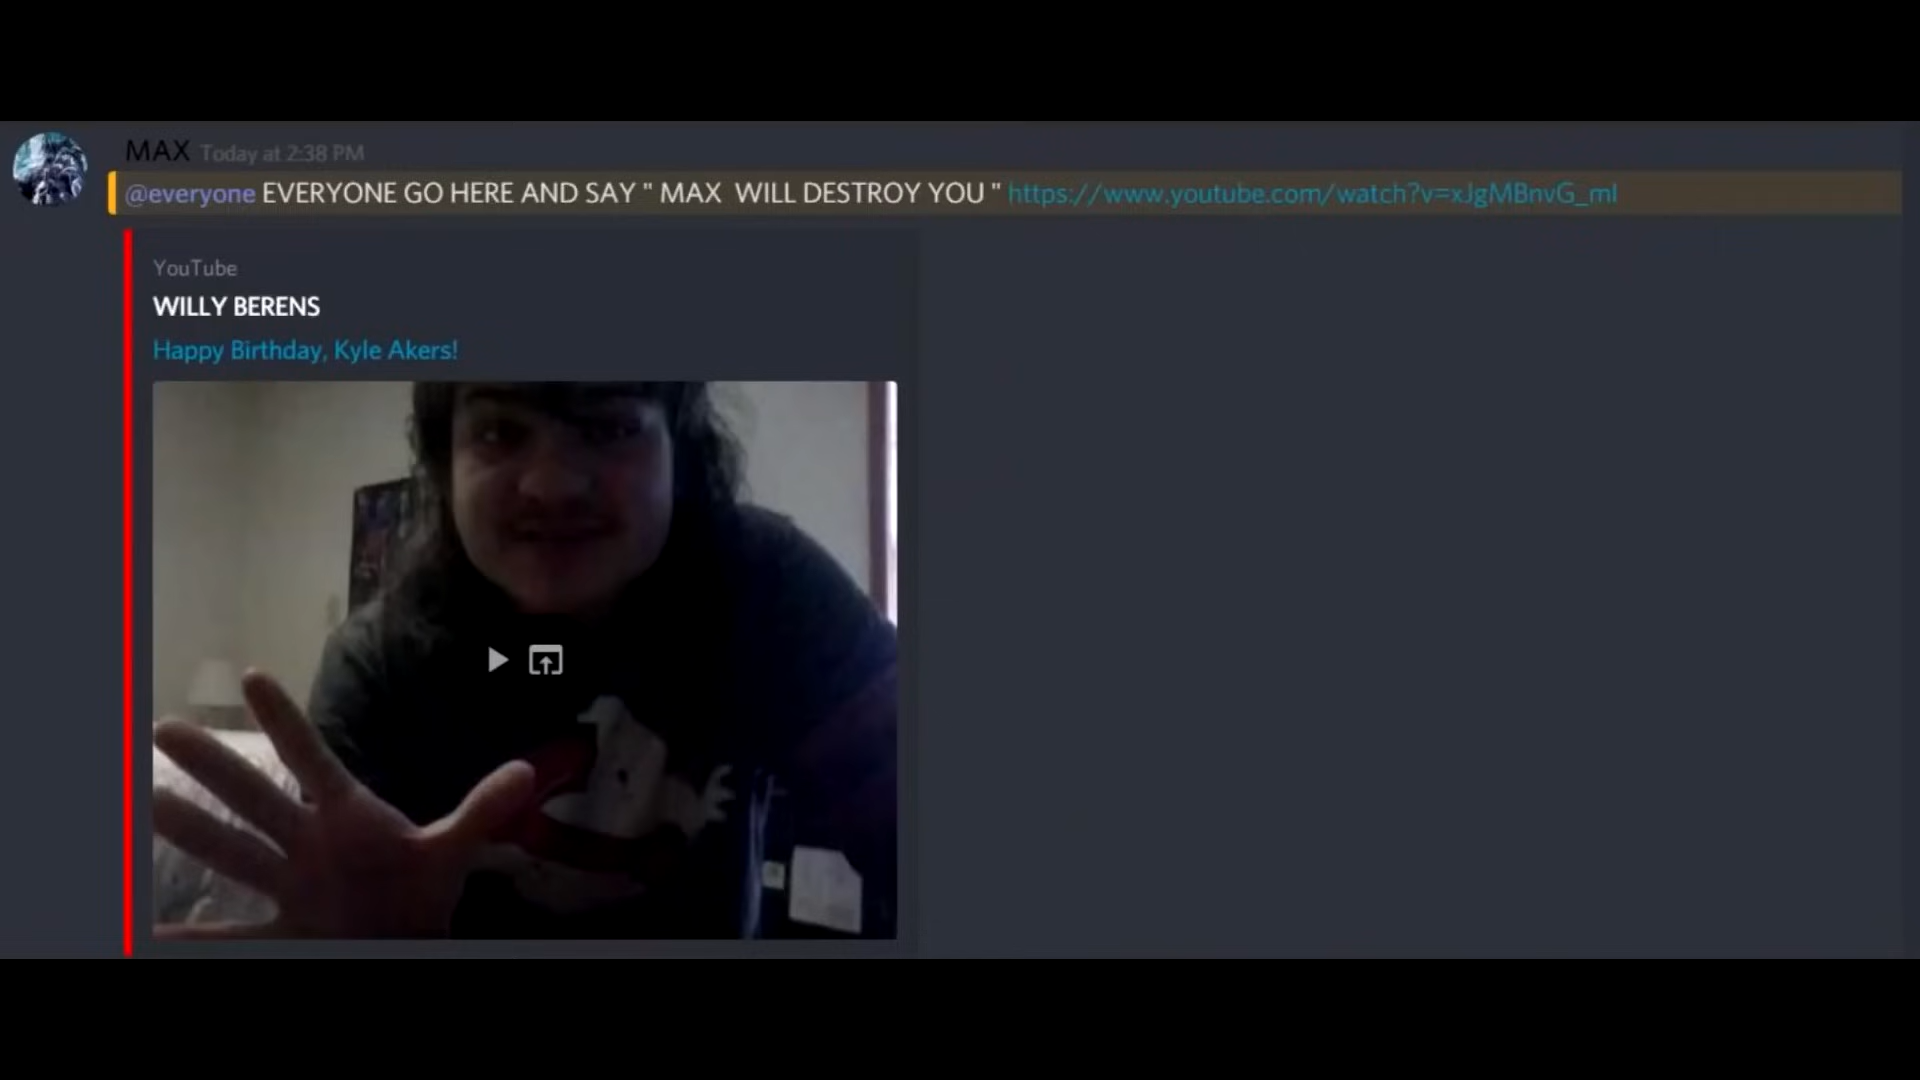 MAX Today at 2:38 PM
@everyone EVERYONE GO HERE AND SAY " MAX  WILL DESTROY YOU " https://www.youtube.com/watch?v=xJgMBnvG_mI
YouTube
WILLY BERENS
Happy Birthday, Kyle Akers!